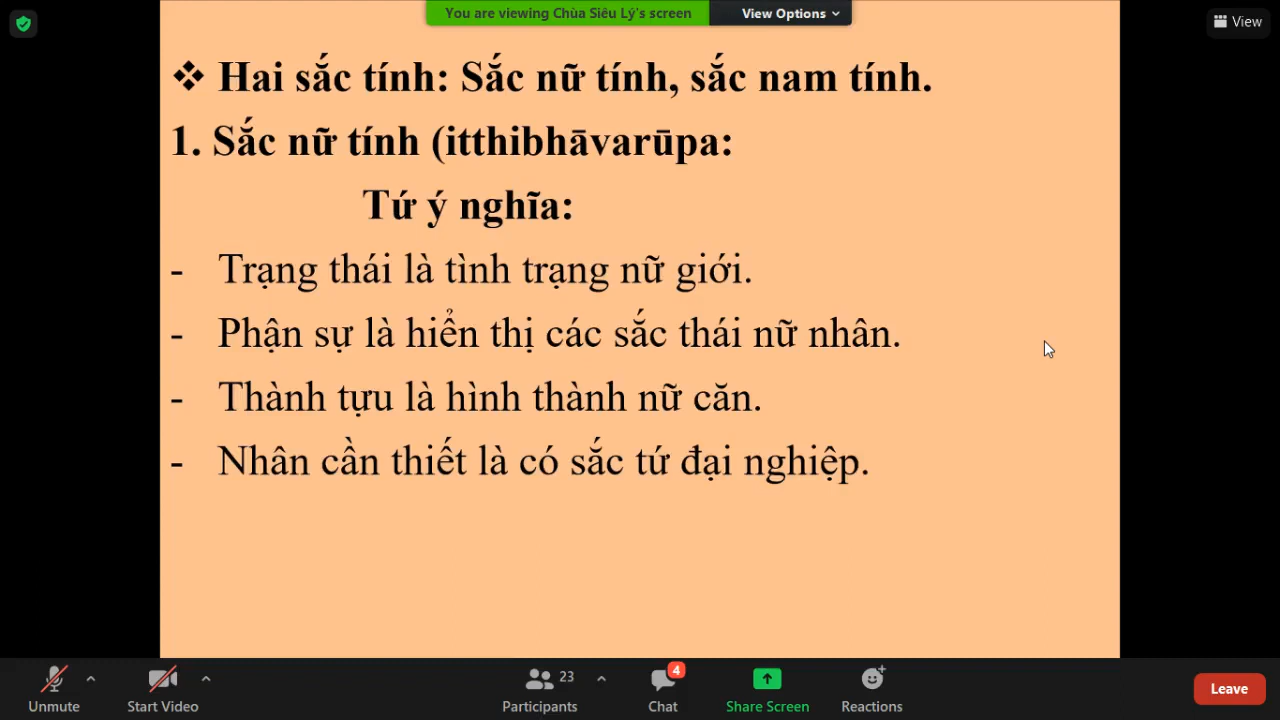 You are viewing Chùa Siêu Lý's screen
View Options
View
❖ Hai sắc tính: Sắc nữ tính, sắc nam tính.
1. Sắc nữ tính (itthibhāvarūpa:
Tứ ý nghĩa:
- Trạng thái là tình trạng nữ giới.
- Phận sự là hiển thị các sắc thái nữ nhân.
- Thành tựu là hình thành nữ căn.
- Nhân cần thiết là có sắc tứ đại nghiệp.
23
4
Unmute
Start Video
Participants
Chat
Share Screen
Reactions
Leave